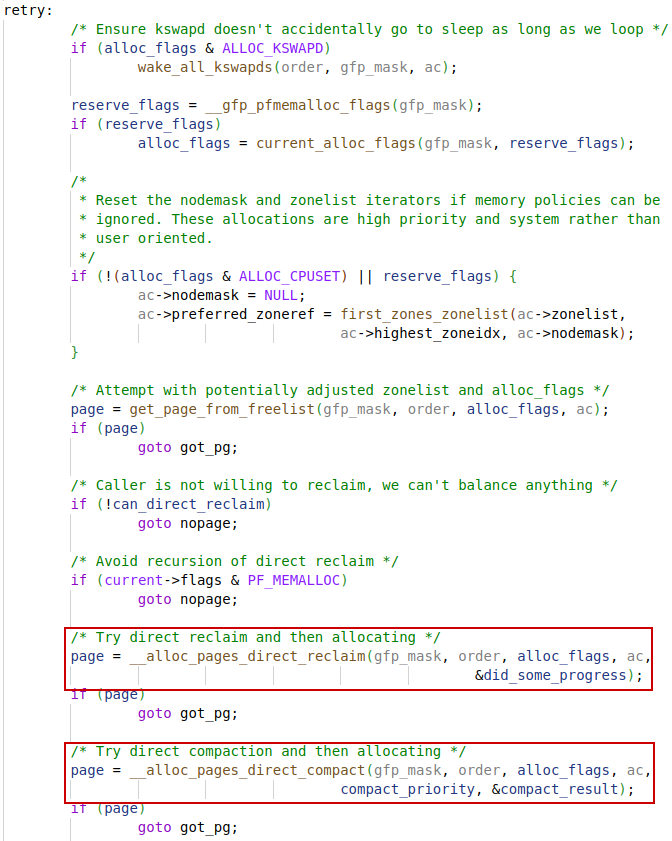 retry:
/* Ensure kswapd doesn't accidentally go to sleep as long as we loop */
if (alloc_flags & ALLOC_KSWAPD)
wake_all_kswapds(order, gfp_mask, ac);
reserve_flags = __gfp_pfmemalloc_flags(gfp_mask);
if (reserve_flags)
alloc_flags = current_alloc_flags(gfp_mask, reserve_flags);
/*
* Reset the nodemask and zonelist iterators if memory policies can be
* ignored. These allocations are high priority and system rather than
* user oriented.
*/
if (!(alloc_flags & ALLOC_CPUSET) || reserve_flags) {
ac->nodemask = NULL;
ac->preferred_zoneref = first_zones_zonelist(ac->zonelist,
ac->highest_zoneidx, ac->nodemask);
}
/* Attempt with potentially adjusted zonelist and alloc_flags */
page = get_page_from_freelist(gfp_mask, order, alloc_flags, ac);
if (page)
goto got_pg;
/* Caller is not willing to reclaim, we can't balance anything */
if (!can_direct_reclaim)
goto nopage;
/* Avoid recursion of direct reclaim */
if (current->flags & PF_MEMALLOC)
goto nopage;
/* Try direct reclaim and then allocating */
page = __alloc_pages_direct_reclaim(gfp_mask, order, alloc_flags, ac,
&did_some_progress);
if (page)
goto got_pg;
/* Try direct compaction and then allocating */
page = __alloc_pages_direct_compact(gfp_mask, order, alloc_flags, ac,
compact_priority, &compact_result);
if (page)
goto got_pg;